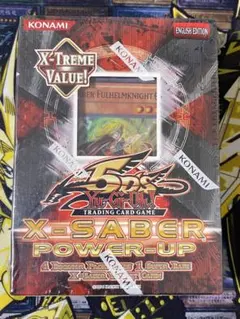 KONAMI
ENGLISH EDITION
X-TREME
VALUE!
KONAMI
KONAMI
5D's
Yu-Gi-Oh!
TRADING CARD GAME
KONAMI
X-SABER
POWER-UP
KONAMI